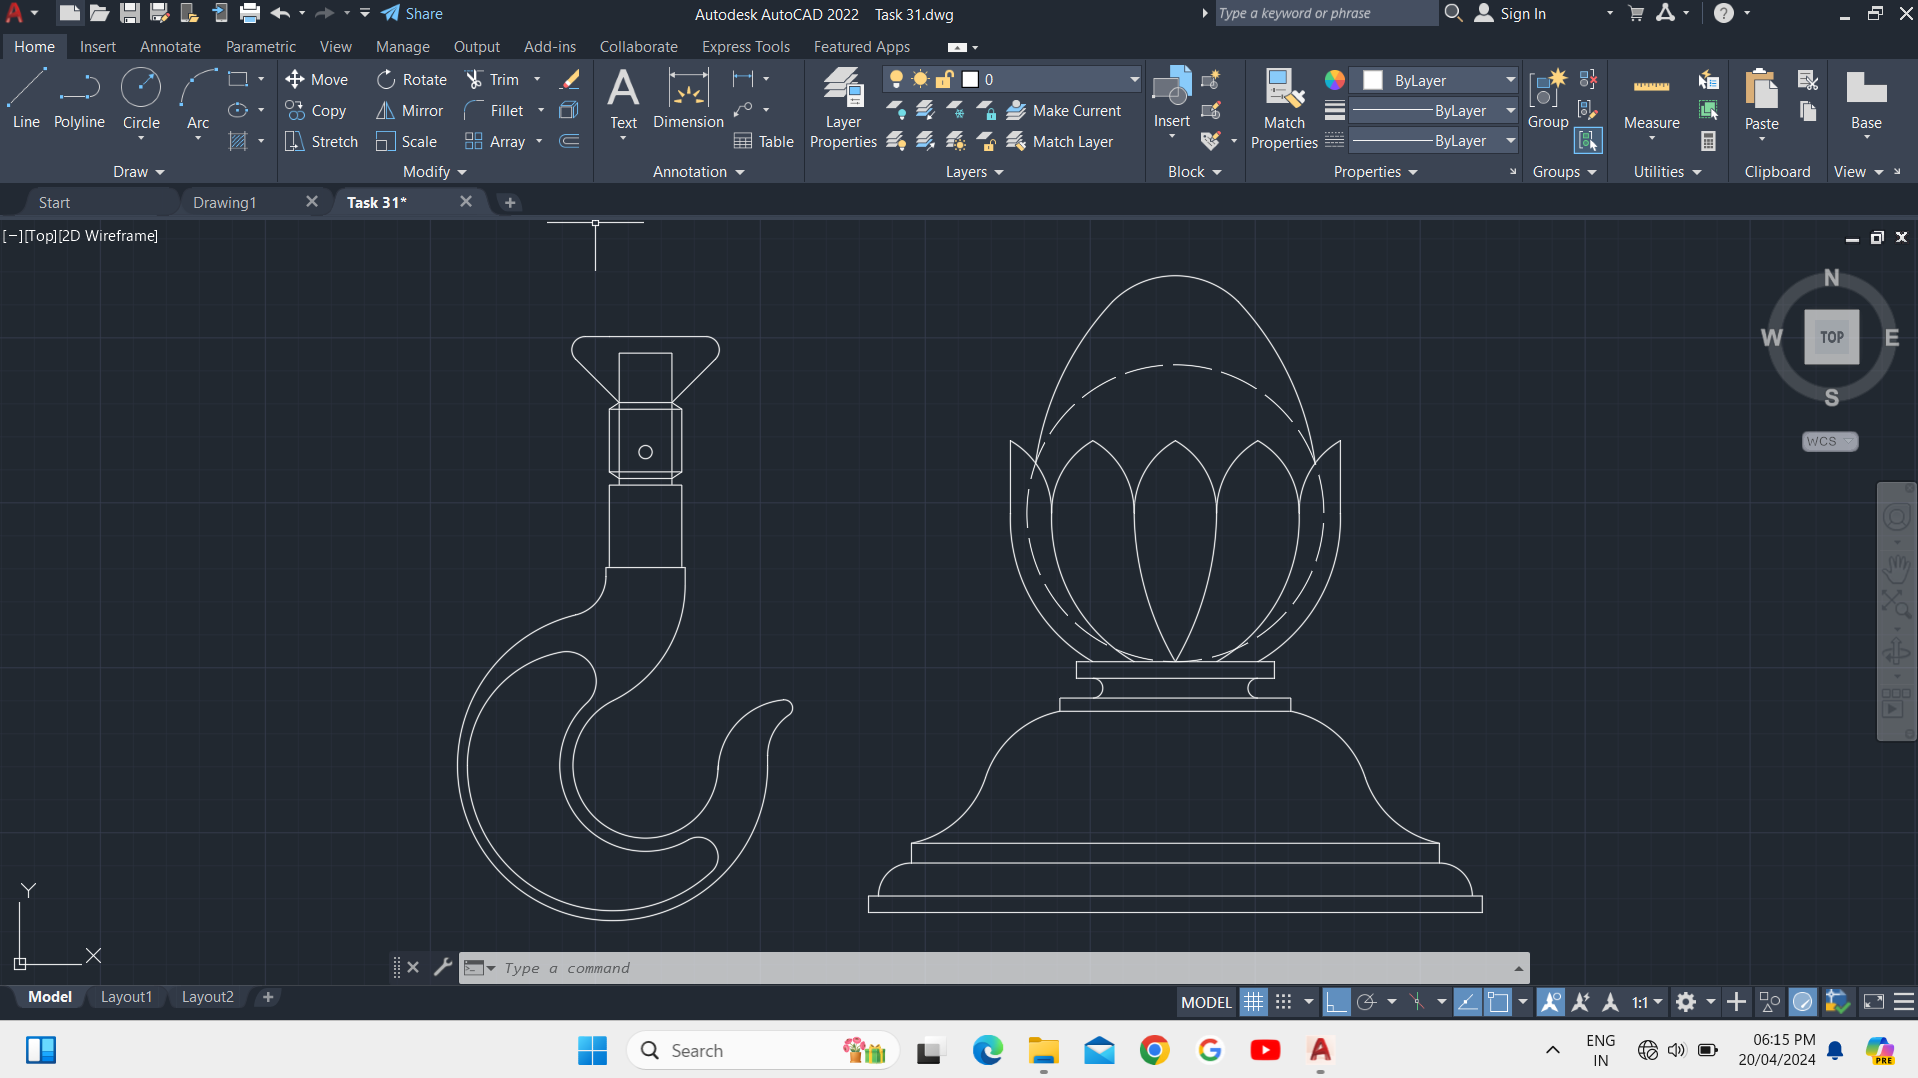 Share Autodesk AutoCAD 2022 Task 31.dwg Type a keyword or phrase Sign In
Home Insert Annotate Parametric View Manage Output Add-ins Collaborate Express Tools Featured Apps
Line Polyline Circle Arc
Move Rotate Trim
Copy Mirror Fillet
Stretch Scale Array
Text Dimension Table
Layer Properties
0
Make Current
Match Layer
Insert
Match Properties
ByLayer
ByLayer
ByLayer
Group
Measure
Paste
Base
Draw Modify Annotation Layers Block Properties Groups Utilities Clipboard View
Start Drawing1 Task 31*
[−][Top][2D Wireframe]
N
W TOP E
S
WCS
Y
X
Type a command
Model Layout1 Layout2 MODEL 1:1
Search
ENG
IN
06:15 PM
20/04/2024
PRE